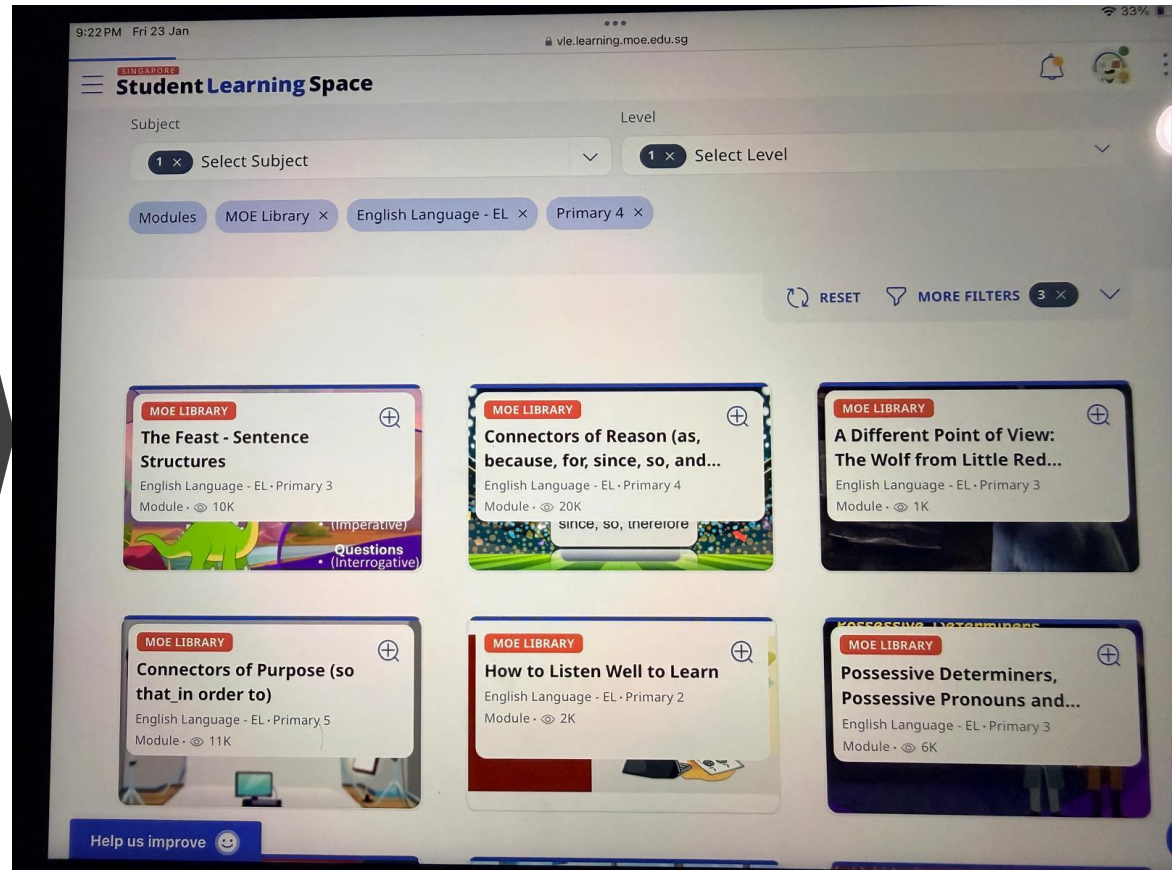 9:22 PM Fri 23 Jan
33%
vle.learning.moe.edu.sg
SINGAPORE
Student Learning Space
Subject
Level
1 × Select Subject
1 × Select Level
Modules
MOE Library ×
English Language - EL ×
Primary 4 ×
RESET
MORE FILTERS 3 ×
MOE LIBRARY
The Feast - Sentence
Structures
English Language - EL · Primary 3
Module · 10K
(Imperative)
Questions
• (Interrogative)
MOE LIBRARY
Connectors of Reason (as,
because, for, since, so, and...
English Language - EL · Primary 4
Module · 20K
since, so, therefore
MOE LIBRARY
A Different Point of View:
The Wolf from Little Red...
English Language - EL · Primary 3
Module · 1K
MOE LIBRARY
Connectors of Purpose (so
that_in order to)
English Language - EL · Primary 5
Module · 11K
MOE LIBRARY
How to Listen Well to Learn
English Language - EL · Primary 2
Module · 2K
Possessive Determiners
MOE LIBRARY
Possessive Determiners,
Possessive Pronouns and...
English Language - EL · Primary 3
Module · 6K
Help us improve